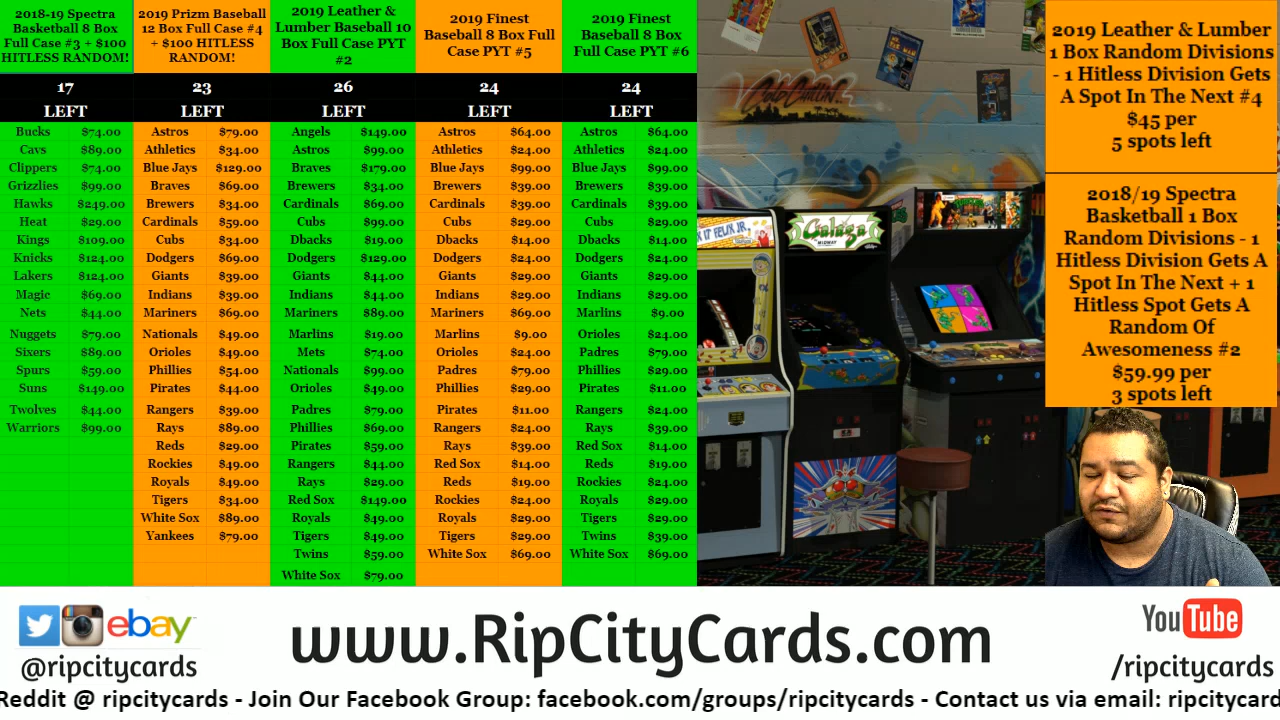 2018-19 Spectra
Basketball 8 Box
Full Case #3 + $100
HITLESS RANDOM!
17
LEFT
Bucks $74.00
Cavs $89.00
Clippers $74.00
Grizzlies $99.00
Hawks $249.00
Heat $29.00
Kings $109.00
Knicks $124.00
Lakers $124.00
Magic $69.00
Nets $44.00
Nuggets $79.00
Sixers $89.00
Spurs $59.00
Suns $149.00
Twolves $44.00
Warriors $99.00
2019 Prizm Baseball
12 Box Full Case #4
+ $100 HITLESS
RANDOM!
23
LEFT
Astros $79.00
Athletics $34.00
Blue Jays $129.00
Braves $69.00
Brewers $34.00
Cardinals $59.00
Cubs $34.00
Dodgers $69.00
Giants $39.00
Indians $39.00
Mariners $69.00
Nationals $49.00
Orioles $49.00
Phillies $54.00
Pirates $44.00
Rangers $39.00
Rays $89.00
Reds $29.00
Rockies $49.00
Royals $49.00
Tigers $34.00
White Sox $89.00
Yankees $79.00
2019 Leather &
Lumber Baseball 10
Box Full Case PYT
#2
26
LEFT
Angels $149.00
Astros $99.00
Braves $179.00
Brewers $34.00
Cardinals $69.00
Cubs $99.00
Dbacks $19.00
Dodgers $129.00
Giants $44.00
Indians $44.00
Mariners $89.00
Marlins $19.00
Mets $74.00
Nationals $99.00
Orioles $49.00
Padres $79.00
Phillies $69.00
Pirates $59.00
Rangers $44.00
Rays $29.00
Red Sox $149.00
Royals $49.00
Tigers $49.00
Twins $59.00
White Sox $79.00
2019 Finest
Baseball 8 Box Full
Case PYT #5
24
LEFT
Astros $64.00
Athletics $24.00
Blue Jays $99.00
Brewers $39.00
Cardinals $39.00
Cubs $29.00
Dbacks $14.00
Dodgers $24.00
Giants $29.00
Indians $29.00
Mariners $69.00
Marlins $9.00
Orioles $24.00
Padres $79.00
Phillies $29.00
Pirates $11.00
Rangers $24.00
Rays $39.00
Red Sox $14.00
Reds $19.00
Rockies $24.00
Royals $29.00
Tigers $29.00
White Sox $69.00
2019 Finest
Baseball 8 Box
Full Case PYT #6
24
LEFT
Astros $64.00
Athletics $24.00
Blue Jays $99.00
Brewers $39.00
Cardinals $39.00
Cubs $29.00
Dbacks $14.00
Dodgers $24.00
Giants $29.00
Indians $29.00
Marlins $9.00
Orioles $24.00
Padres $79.00
Phillies $29.00
Pirates $11.00
Rangers $24.00
Rays $39.00
Red Sox $14.00
Reds $19.00
Rockies $24.00
Royals $29.00
Tigers $29.00
Twins $39.00
White Sox $69.00
Galaga
MIDWAY
2019 Leather & Lumber
1 Box Random Divisions
- 1 Hitless Division Gets
A Spot In The Next #4
$45 per
5 spots left
2018/19 Spectra
Basketball 1 Box
Random Divisions - 1
Hitless Division Gets A
Spot In The Next + 1
Hitless Spot Gets A
Random Of
Awesomeness #2
$59.99 per
3 spots left
ebay
@ripcitycards
www.RipCityCards.com
YouTube
/ripcitycards
Reddit @ ripcitycards - Join Our Facebook Group: facebook.com/groups/ripcitycards - Contact us via email: ripcitycard